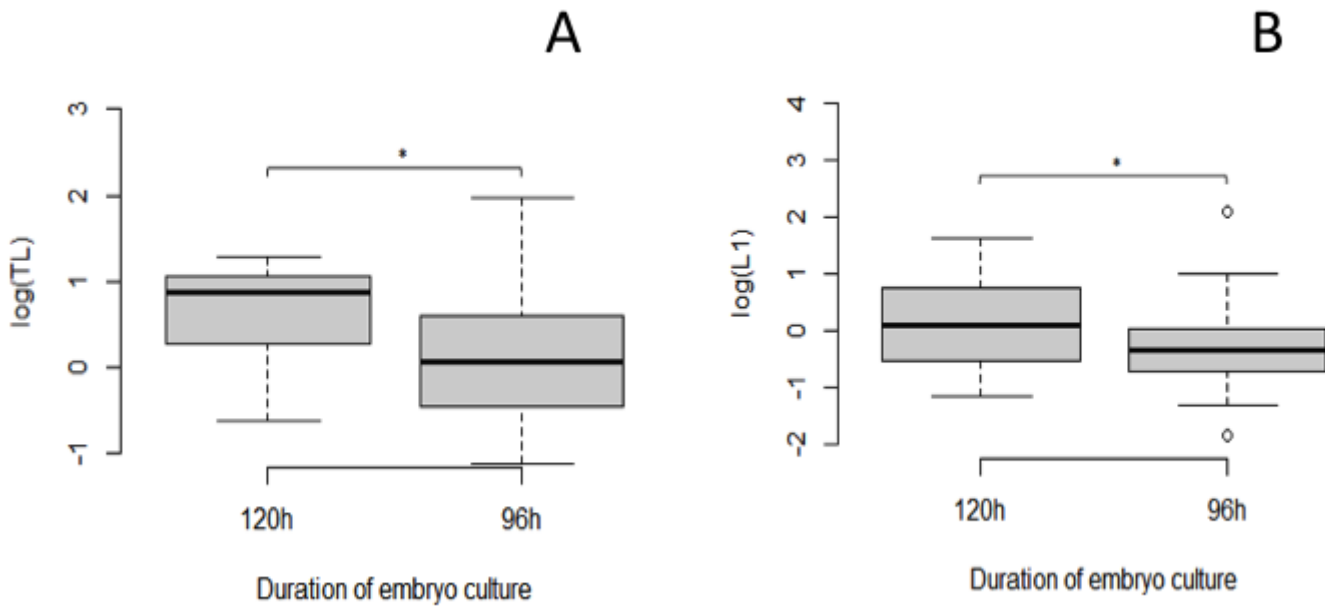 A
3
2
1
0
-1
log(TL)
*
120h
96h
Duration of embryo culture
B
4
3
2
1
0
-1
-2
log(L1)
*
120h
96h
Duration of embryo culture